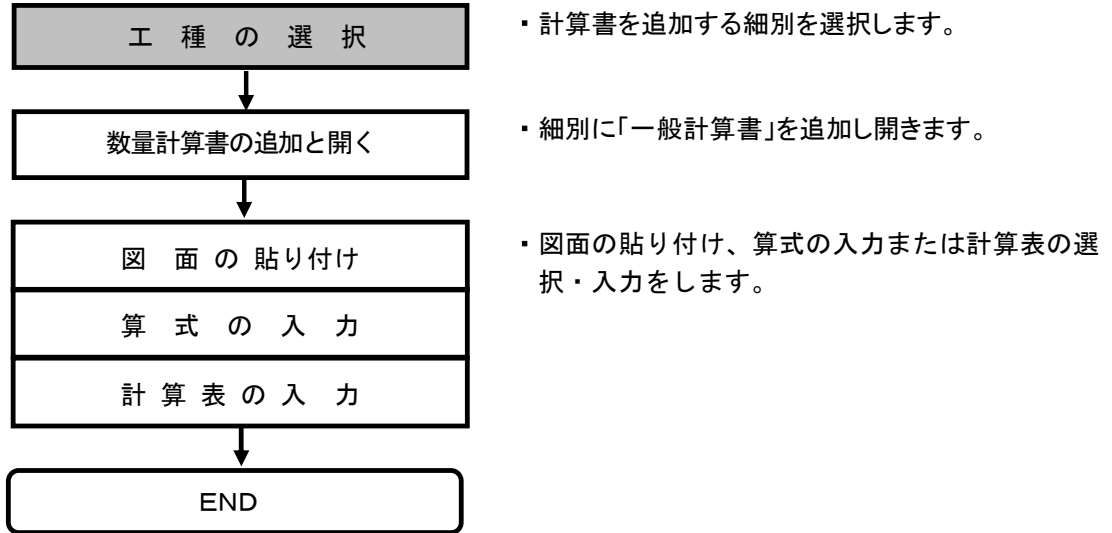 工 種 の 選 択
・計算書を追加する細別を選択します。
数量計算書の追加と開く
・細別に「一般計算書」を追加し開きます。
図 面 の 貼り付け
・図面の貼り付け、算式の入力または計算表の選
択・入力をします。
算 式 の 入 力
計 算 表 の 入 力
END